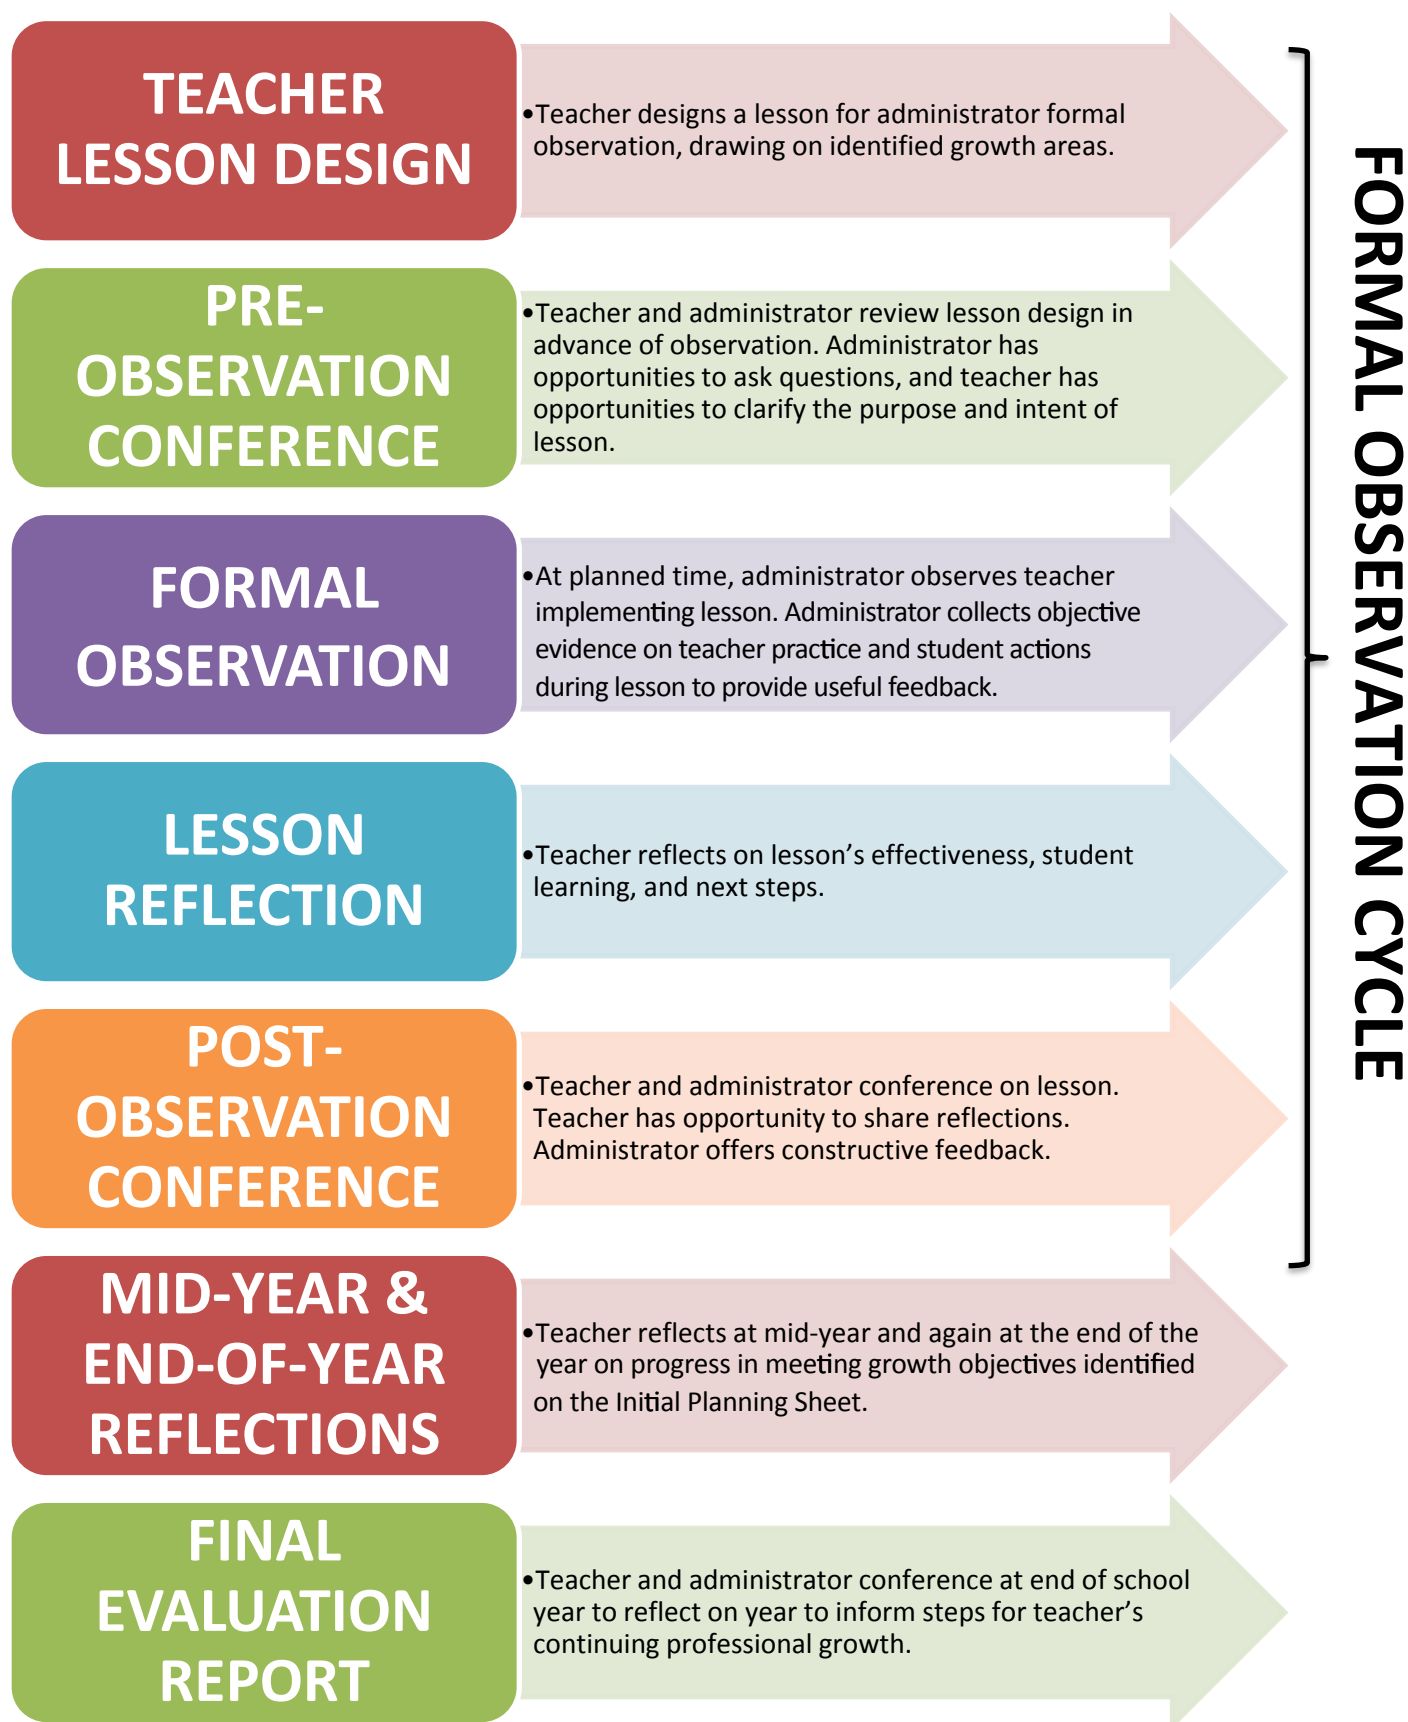 TEACHER
LESSON DESIGN
•Teacher designs a lesson for administrator formal
observation, drawing on identified growth areas.
PRE-
OBSERVATION
CONFERENCE
•Teacher and administrator review lesson design in
advance of observation. Administrator has
opportunities to ask questions, and teacher has
opportunities to clarify the purpose and intent of
lesson.
FORMAL
OBSERVATION
•At planned time, administrator observes teacher
implementing lesson. Administrator collects objective
evidence on teacher practice and student actions
during lesson to provide useful feedback.
LESSON
REFLECTION
•Teacher reflects on lesson’s effectiveness, student
learning, and next steps.
POST-
OBSERVATION
CONFERENCE
•Teacher and administrator conference on lesson.
Teacher has opportunity to share reflections.
Administrator offers constructive feedback.
MID-YEAR &
END-OF-YEAR
REFLECTIONS
•Teacher reflects at mid-year and again at the end of the
year on progress in meeting growth objectives identified
on the Initial Planning Sheet.
FINAL
EVALUATION
REPORT
•Teacher and administrator conference at end of school
year to reflect on year to inform steps for teacher’s
continuing professional growth.
FORMAL OBSERVATION CYCLE